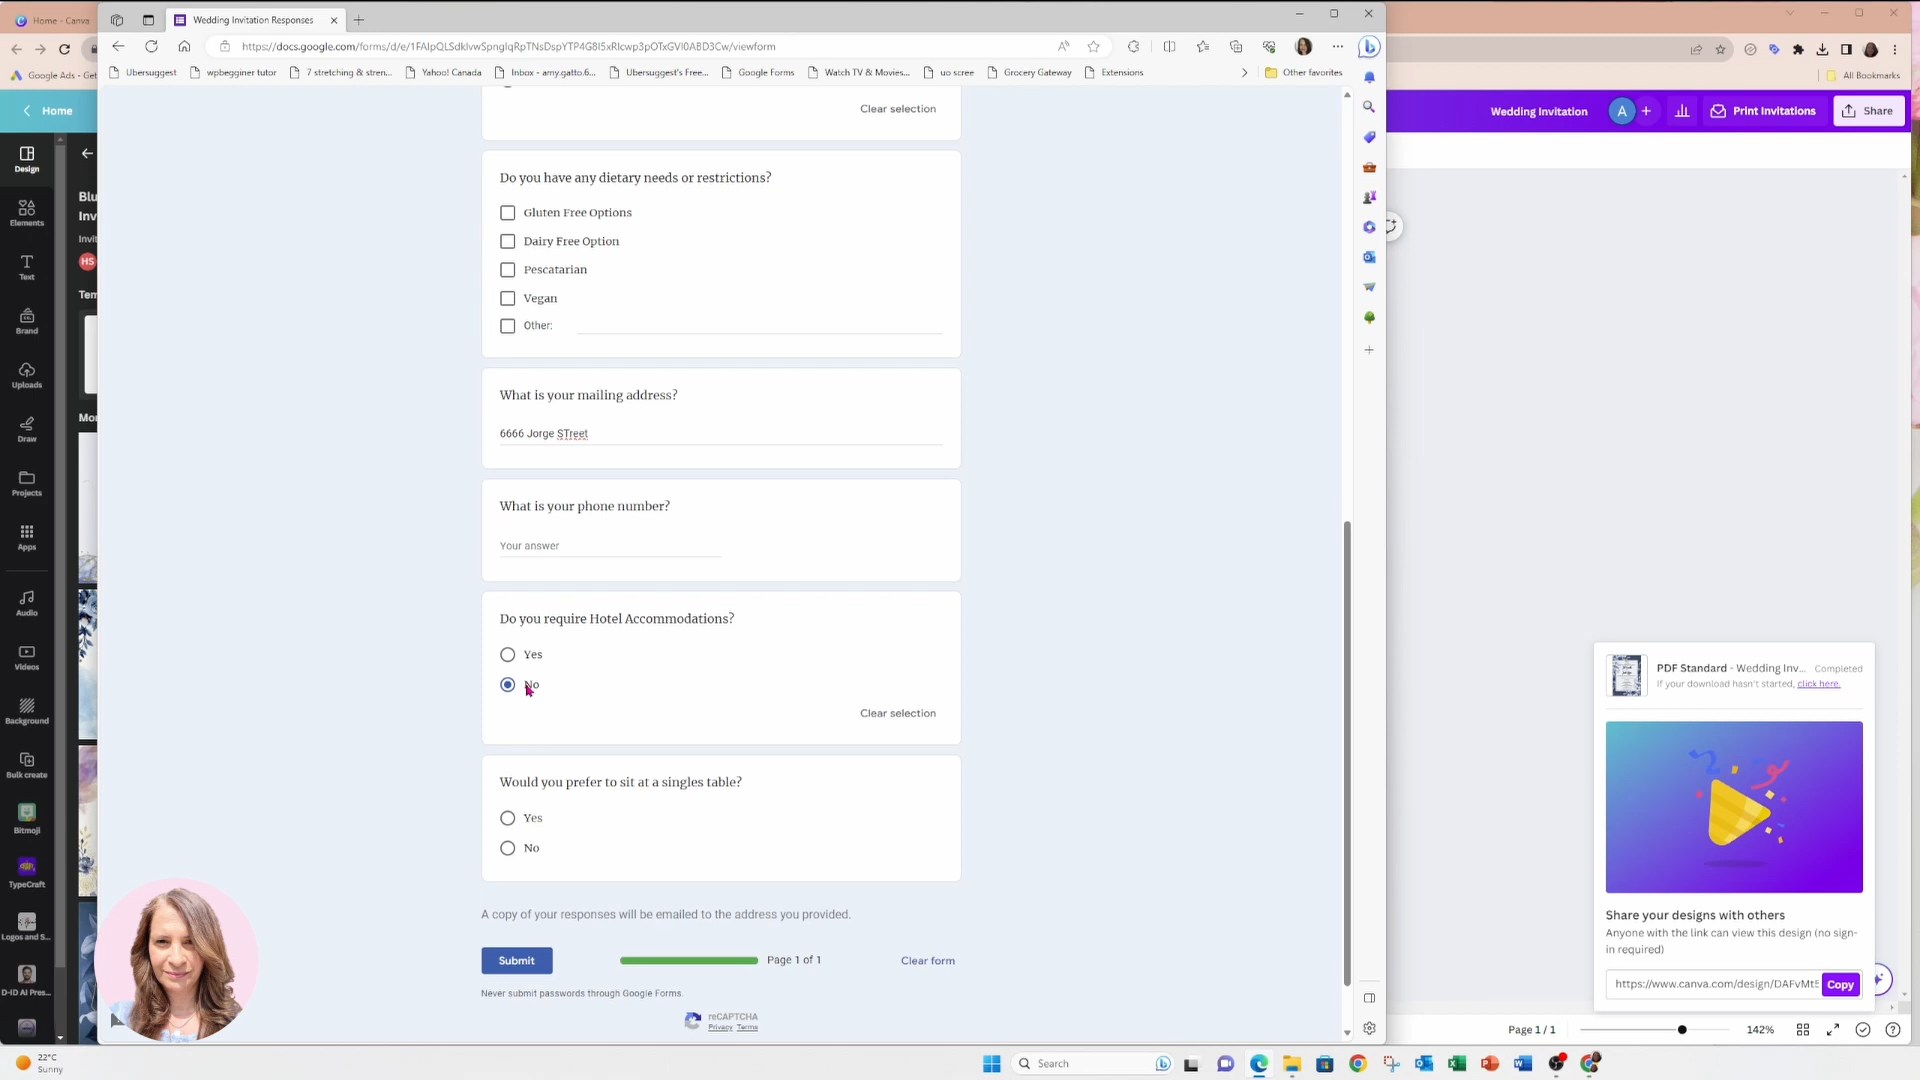 Home - Canva
Wedding Invitation Responses
https://docs.google.com/forms/d/e/1FAIpQLSdkIvwSpnglqRpTNsDspYTP4G8I5xRlcwp3pOTxGVI0ABD3Cw/viewform
Google Ads - Get
Ubersuggest
wpbegginer tutor
7 stretching & stren...
Yahoo! Canada
Inbox - amy.gatto.6...
Ubersuggest's Free...
Google Forms
Watch TV & Movies...
uo scree
Grocery Gateway
Extensions
Other favorites
All Bookmarks
Home
Wedding Invitation
A
Print Invitations
Share
Design
Elements
Text
Brand
Uploads
Draw
Projects
Apps
Audio
Videos
Background
Bulk create
Bitmoji
TypeCraft
Logos and S...
D-ID AI Pres...
Blu
Inv
Invit
HS
Tem
Mor
Clear selection
Do you have any dietary needs or restrictions?
Gluten Free Options
Dairy Free Option
Pescatarian
Vegan
Other:
What is your mailing address?
6666 Jorge STreet
What is your phone number?
Your answer
Do you require Hotel Accommodations?
Yes
No
Clear selection
Would you prefer to sit at a singles table?
Yes
No
A copy of your responses will be emailed to the address you provided.
Submit
Page 1 of 1
Clear form
Never submit passwords through Google Forms.
reCAPTCHA
Privacy Terms
PDF Standard - Wedding Inv... Completed
If your download hasn't started, click here.
Share your designs with others
Anyone with the link can view this design (no sign-
in required)
https://www.canva.com/design/DAFvMtS
Copy
Page 1 / 1
142%
22°C
Sunny
Search